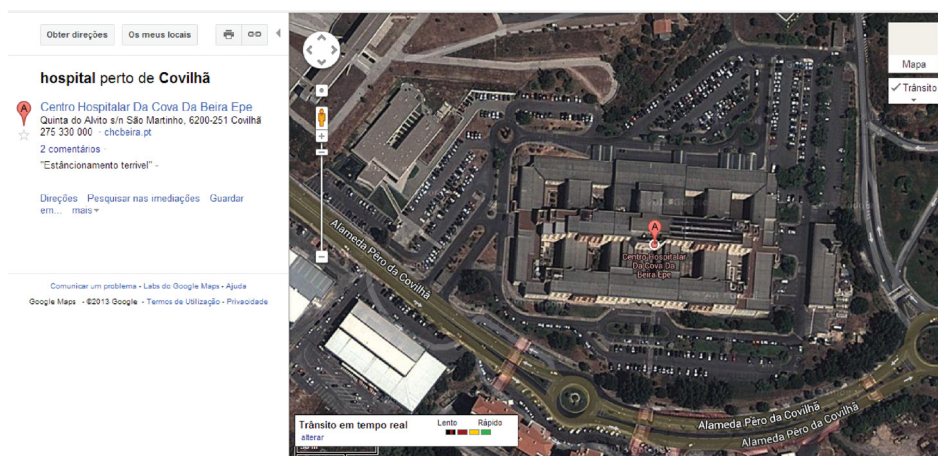 Obter direções
Os meus locais
hospital perto de Covilhã
A
Centro Hospitalar Da Cova Da Beira Epe
Quinta do Alvito s/n São Martinho, 6200-251 Covilhã
275 330 000 · chcbeira.pt
2 comentários ·
"Estâncionamento terrivel" -
Direções Pesquisar nas imediações Guardar
em... mais
Comunicar um problema - Labs do Google Maps - Ajuda
Google Maps - ©2013 Google - Termos de Utilização - Privacidade
Mapa
Trânsito
A
Centro Hospitalar
Da Cova Da
Beira Epe
Alameda Pêro da Covilhã
Alameda Pêro da Covilhã
Alameda Pêro da Covilhã
Trânsito em tempo real
alterar
Lento Rápido